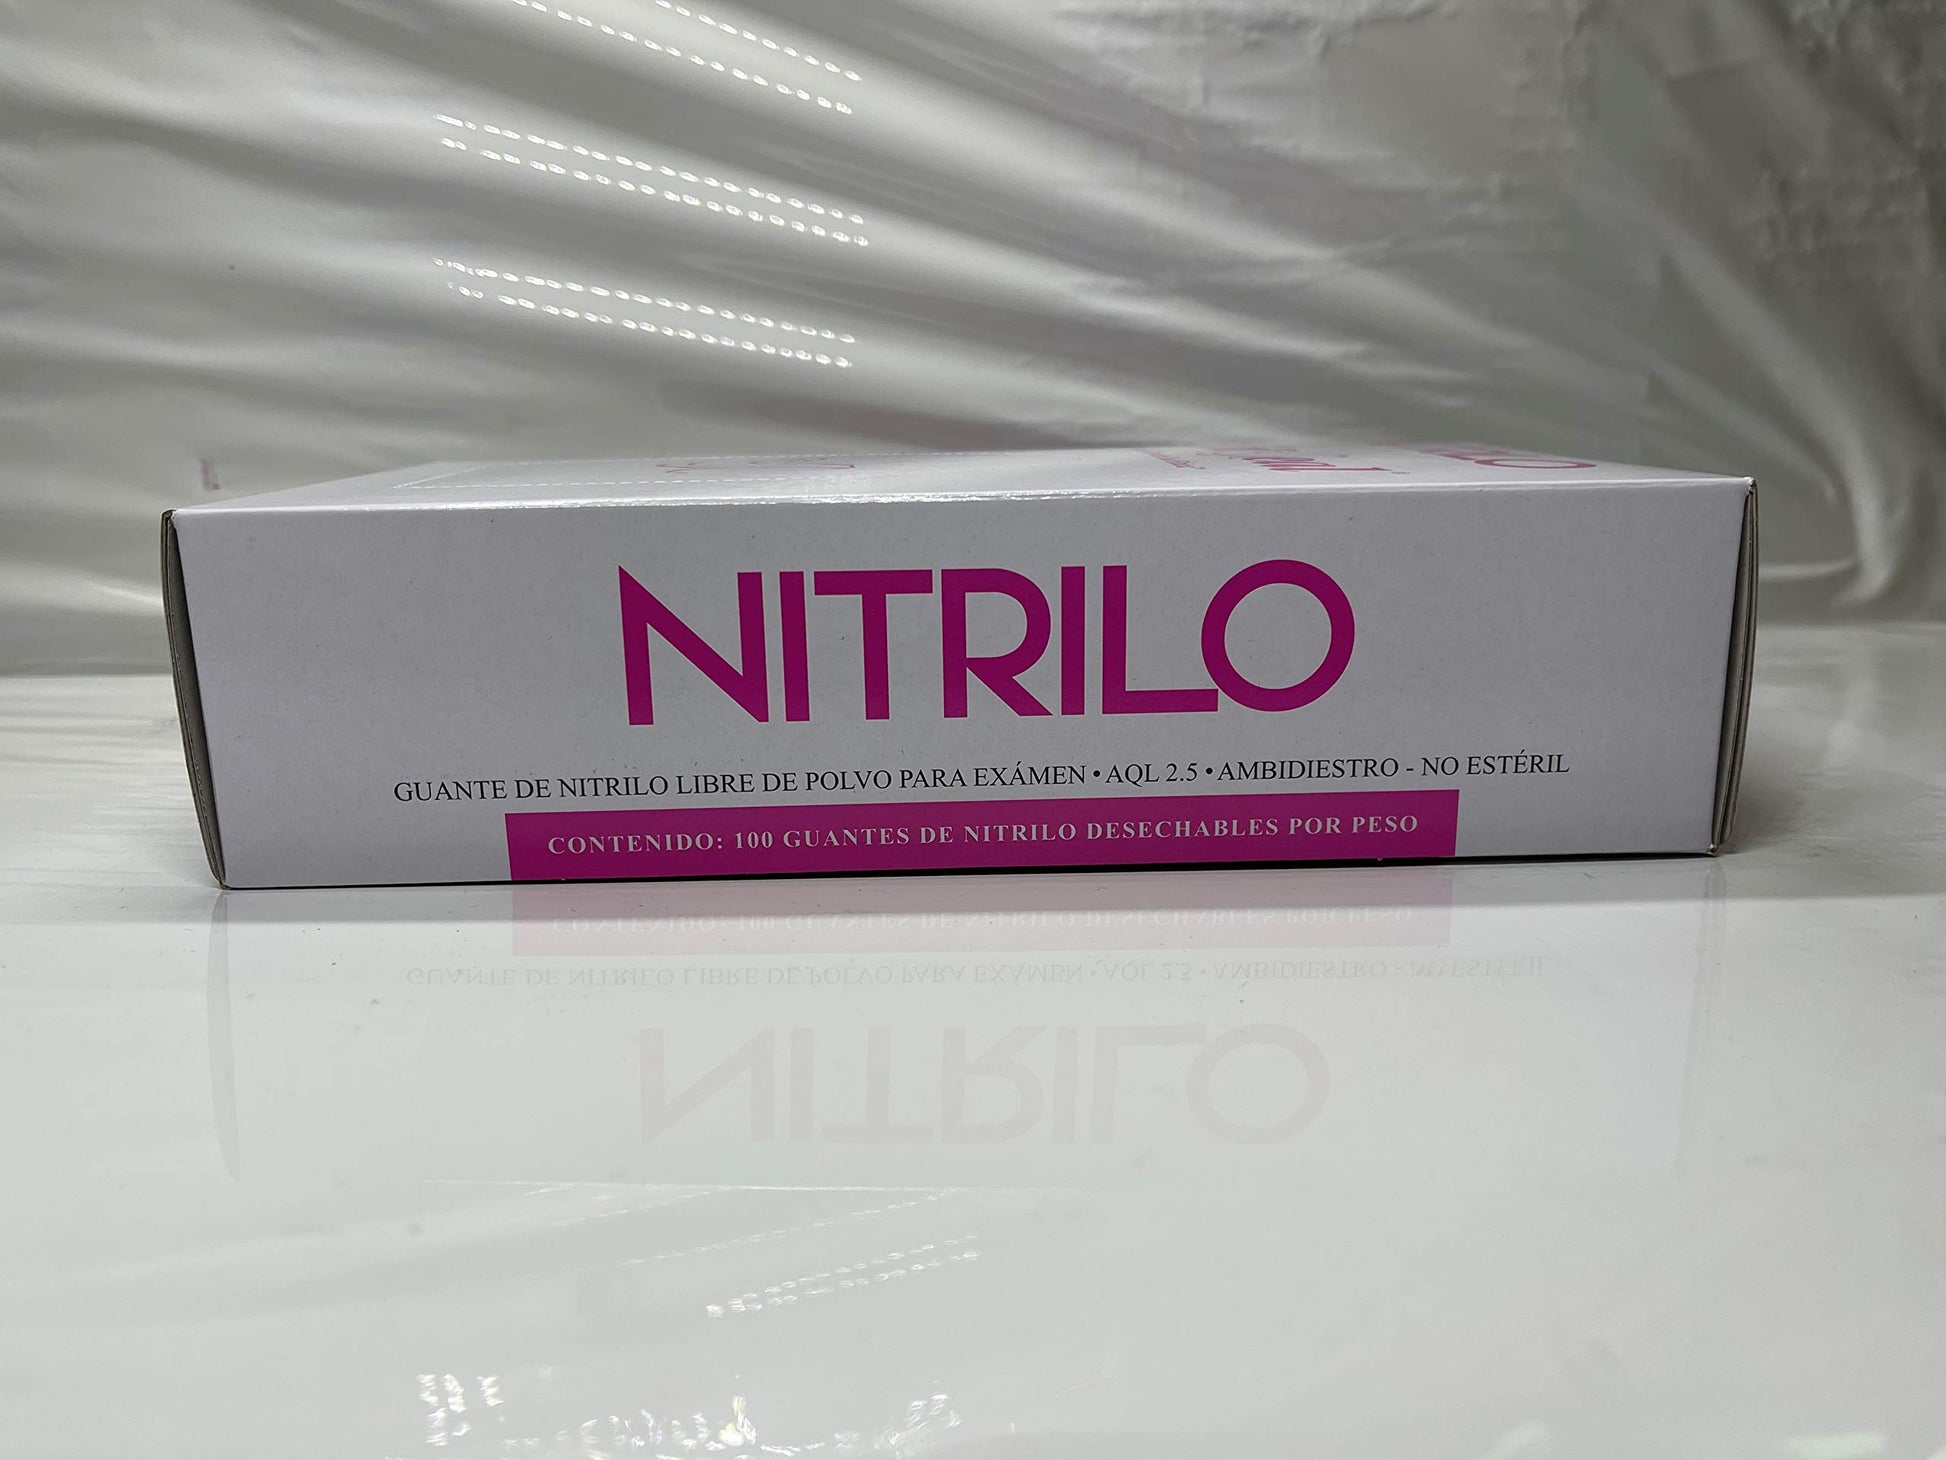 NITRILO
GUANTE DE NITRILO LIBRE DE POLVO PARA EXÁMEN • AQL 2.5 • AMBIDIESTRO - NO ESTÉRIL
CONTENIDO: 100 GUANTES DE NITRILO DESECHABLES POR PESO